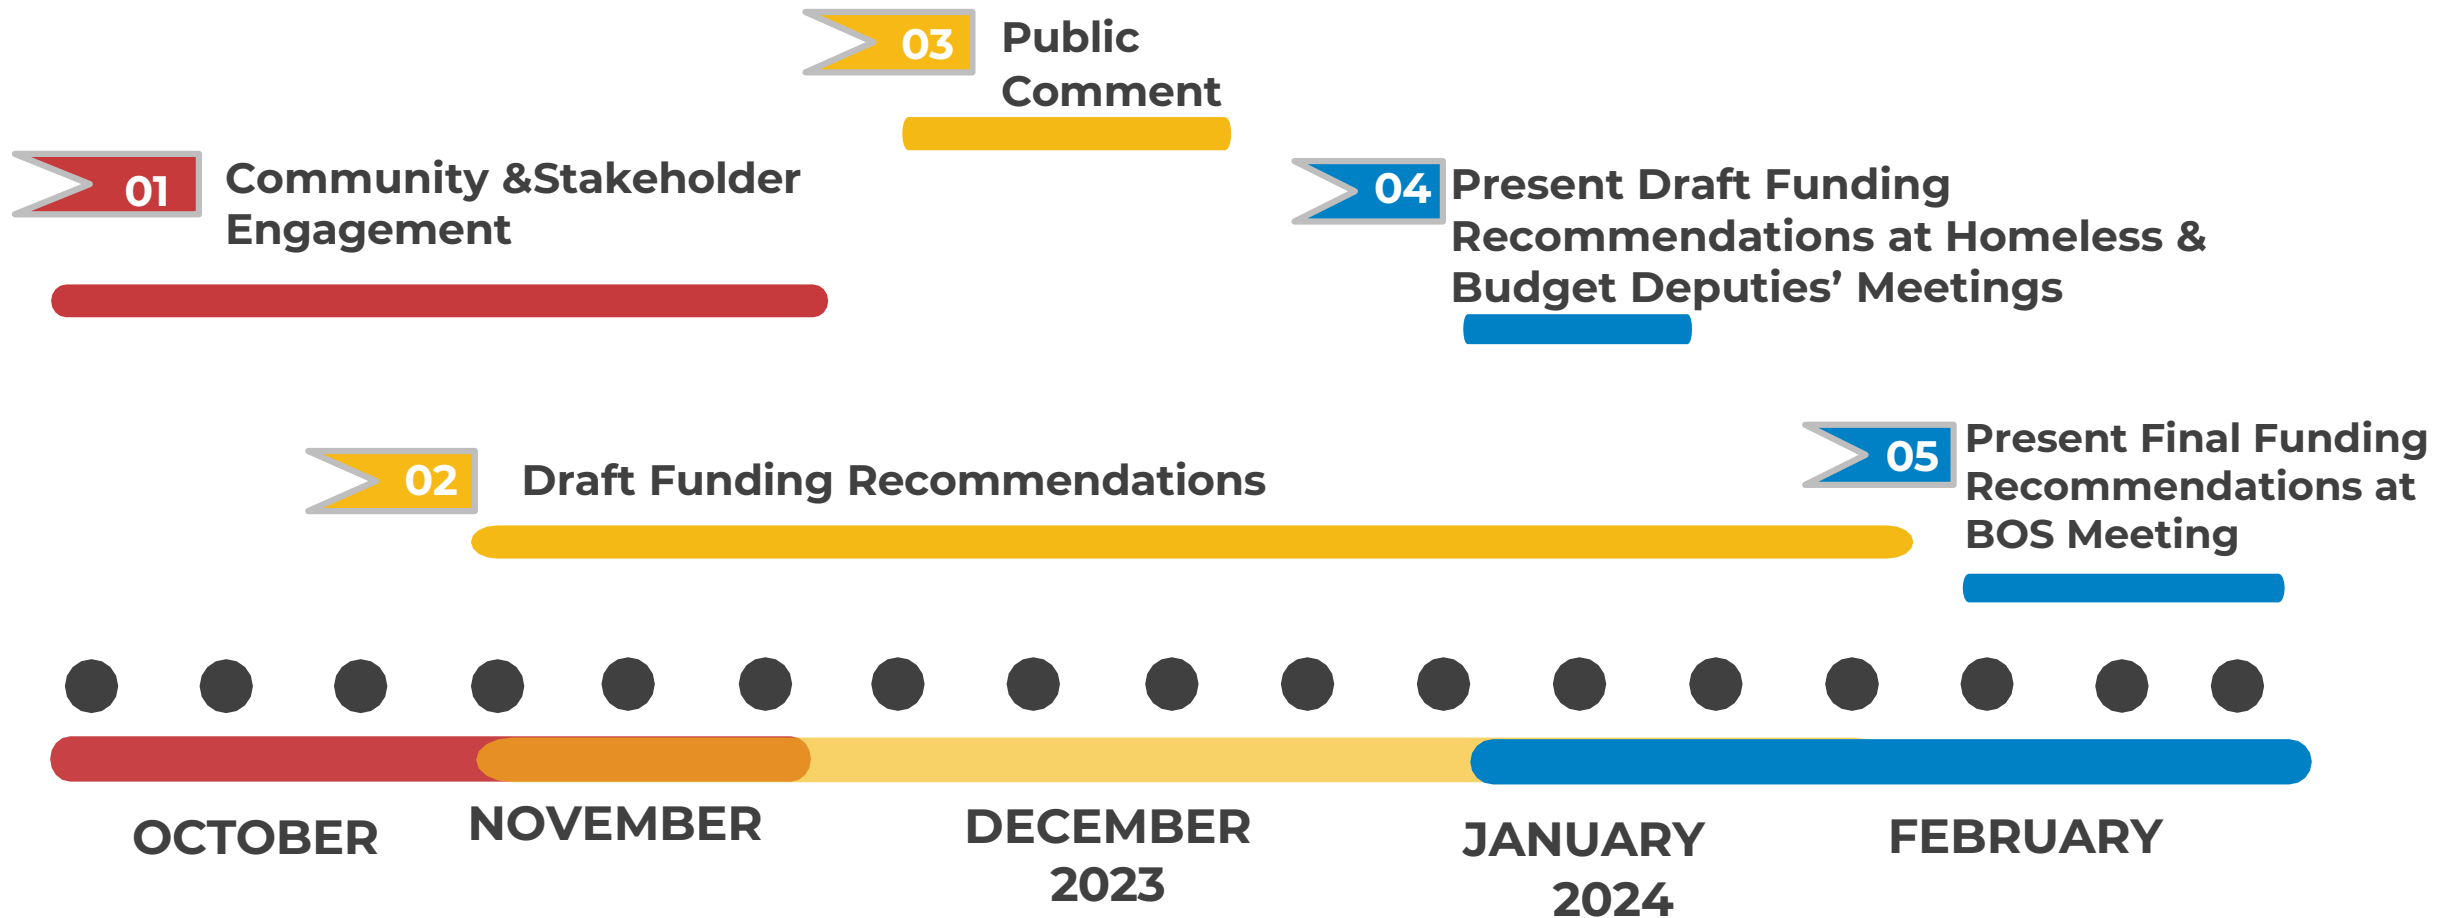 03
Public
Comment
01
Community &Stakeholder
Engagement
04
Present Draft Funding
Recommendations at Homeless &
Budget Deputies’ Meetings
02
Draft Funding Recommendations
05
Present Final Funding
Recommendations at
BOS Meeting
OCTOBER
NOVEMBER
DECEMBER
2023
JANUARY
2024
FEBRUARY